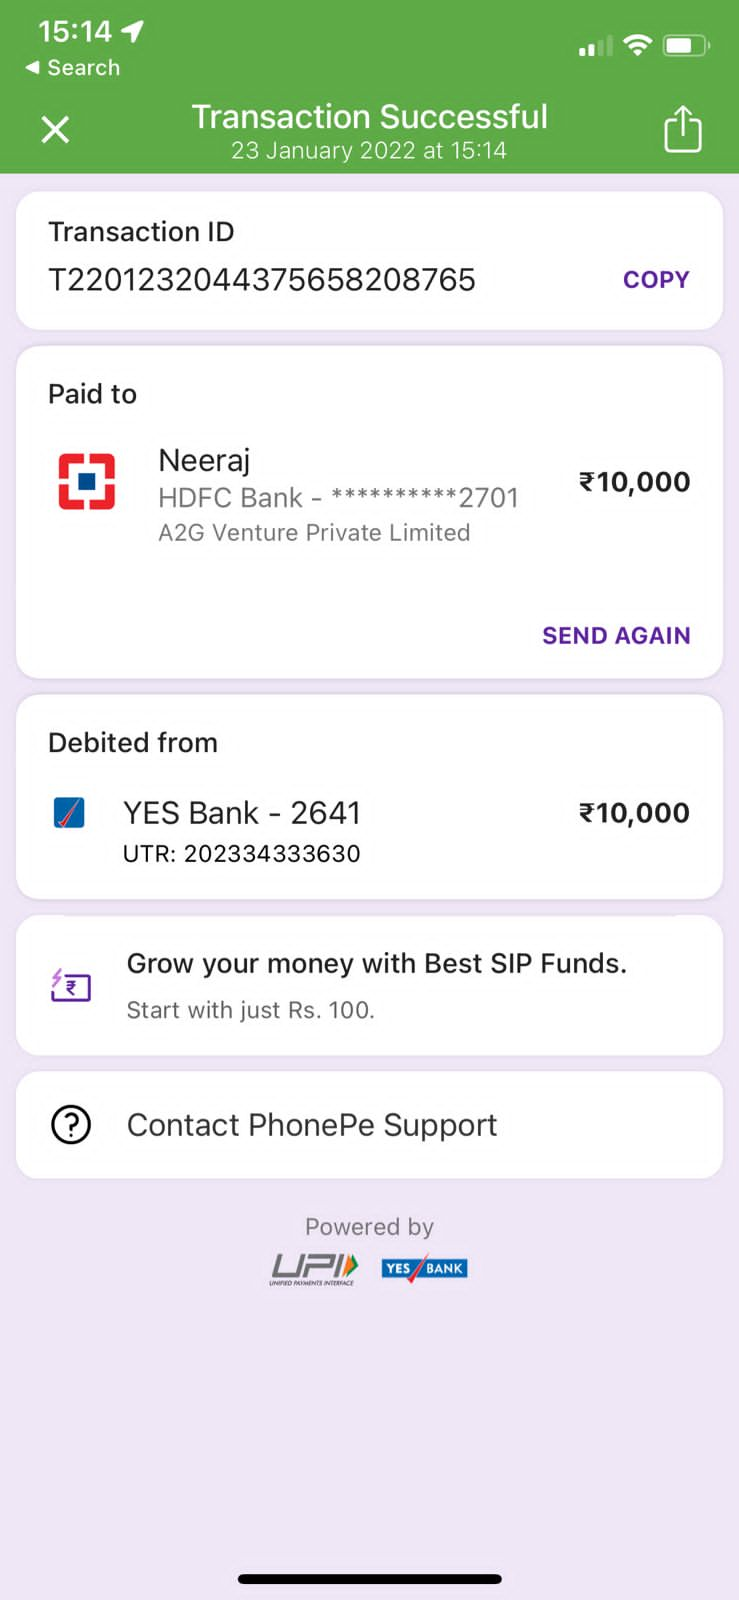 15:14
◀ Search
Transaction Successful
23 January 2022 at 15:14
Transaction ID
T2201232044375658208765
COPY
Paid to
Neeraj
₹10,000
HDFC Bank - **********2701
A2G Venture Private Limited
SEND AGAIN
Debited from
YES Bank - 2641
₹10,000
UTR: 202334333630
Grow your money with Best SIP Funds.
Start with just Rs. 100.
Contact PhonePe Support
Powered by
UPI
UNIFIED PAYMENTS INTERFACE
YES BANK